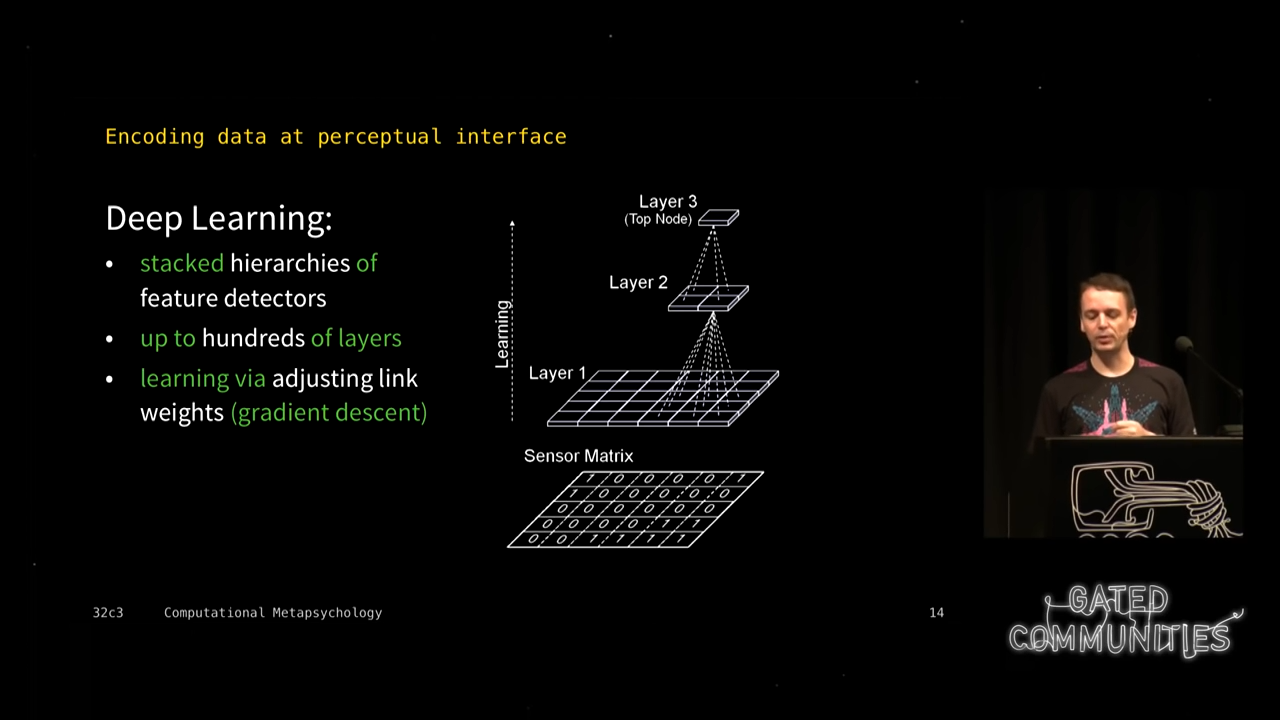 Encoding data at perceptual interface
Deep Learning:
• stacked hierarchies of
feature detectors
• up to hundreds of layers
• learning via adjusting link
weights (gradient descent)
Learning
Layer 3
(Top Node)
Layer 2
Layer 1
Sensor Matrix
1 0 0 0 0 1
1 0 0 0 0 0
0 0 0 0 0 0
0 0 0 0 1 1
0 0 1 1 1 1
32c3 Computational Metapsychology 14
GATED
COMMUNITIES